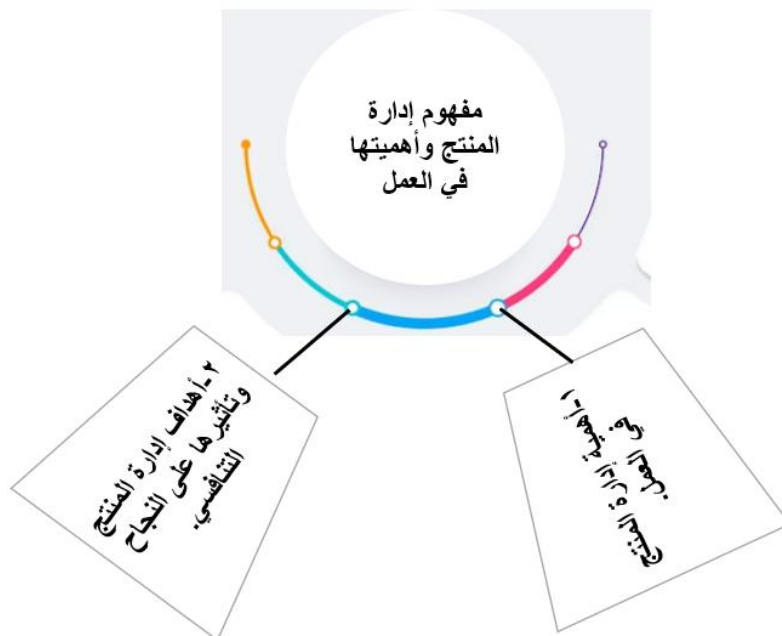 مفهوم إدارة
المنتج وأهميتها
في العمل
١-أهمية إدارة المنتج
في العمل.
٢-أهداف إدارة المنتج
وتأثيرها على النجاح
التنافسي.